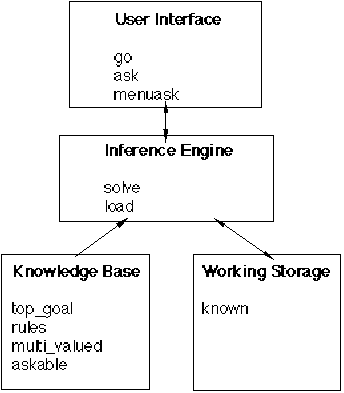 User Interface
go
ask
menuask
Inference Engine
solve
load
Knowledge Base
top_goal
rules
multi_valued
askable
Working Storage
known